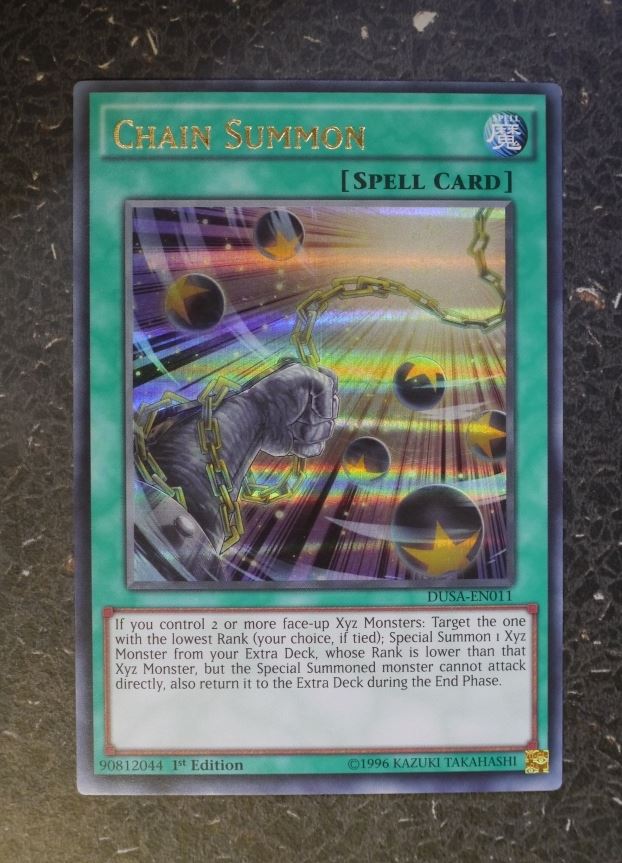 CHAIN SUMMON
SPELL
魔
[SPELL CARD]
DUSA-EN011
If you control 2 or more face-up Xyz Monsters: Target the one
with the lowest Rank (your choice, if tied); Special Summon 1 Xyz
Monster from your Extra Deck, whose Rank is lower than that
Xyz Monster, but the Special Summoned monster cannot attack
directly, also return it to the Extra Deck during the End Phase.
90812044 1st Edition
©1996 KAZUKI TAKAHASHI